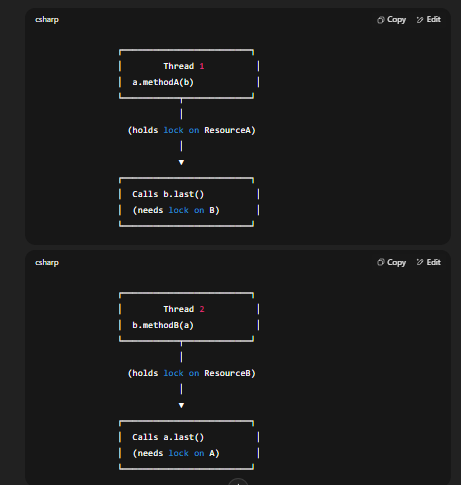 csharp Copy Edit
Thread 1
a.methodA(b)
(holds lock on ResourceA)
Calls b.last()
(needs lock on B)
csharp Copy Edit
Thread 2
b.methodB(a)
(holds lock on ResourceB)
Calls a.last()
(needs lock on A)